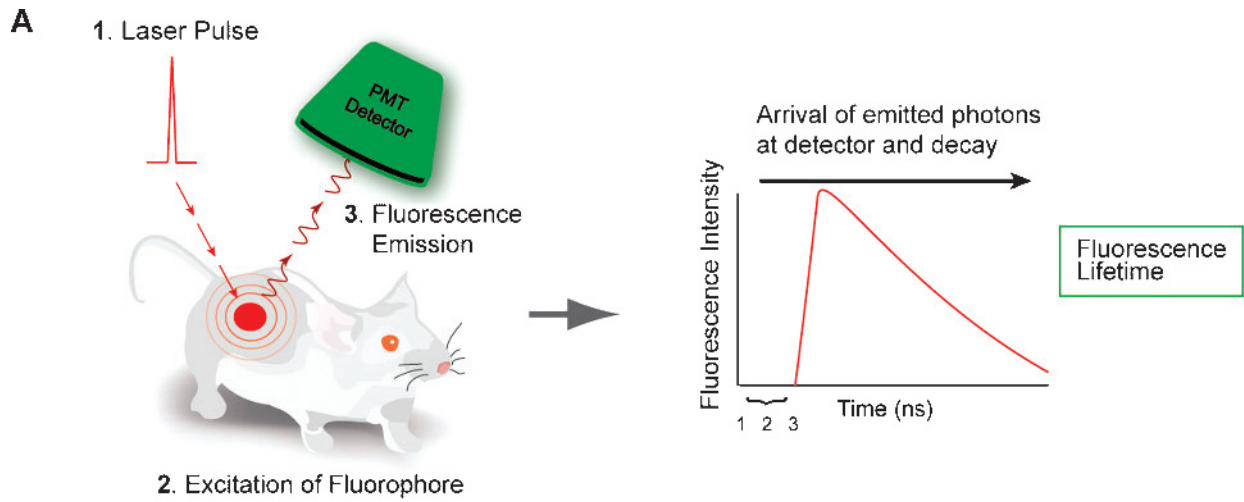 A
1. Laser Pulse
PMT
Detector
3. Fluorescence
Emission
2. Excitation of Fluorophore
Arrival of emitted photons
at detector and decay
Fluorescence Intensity
1 2 3
Time (ns)
Fluorescence
Lifetime